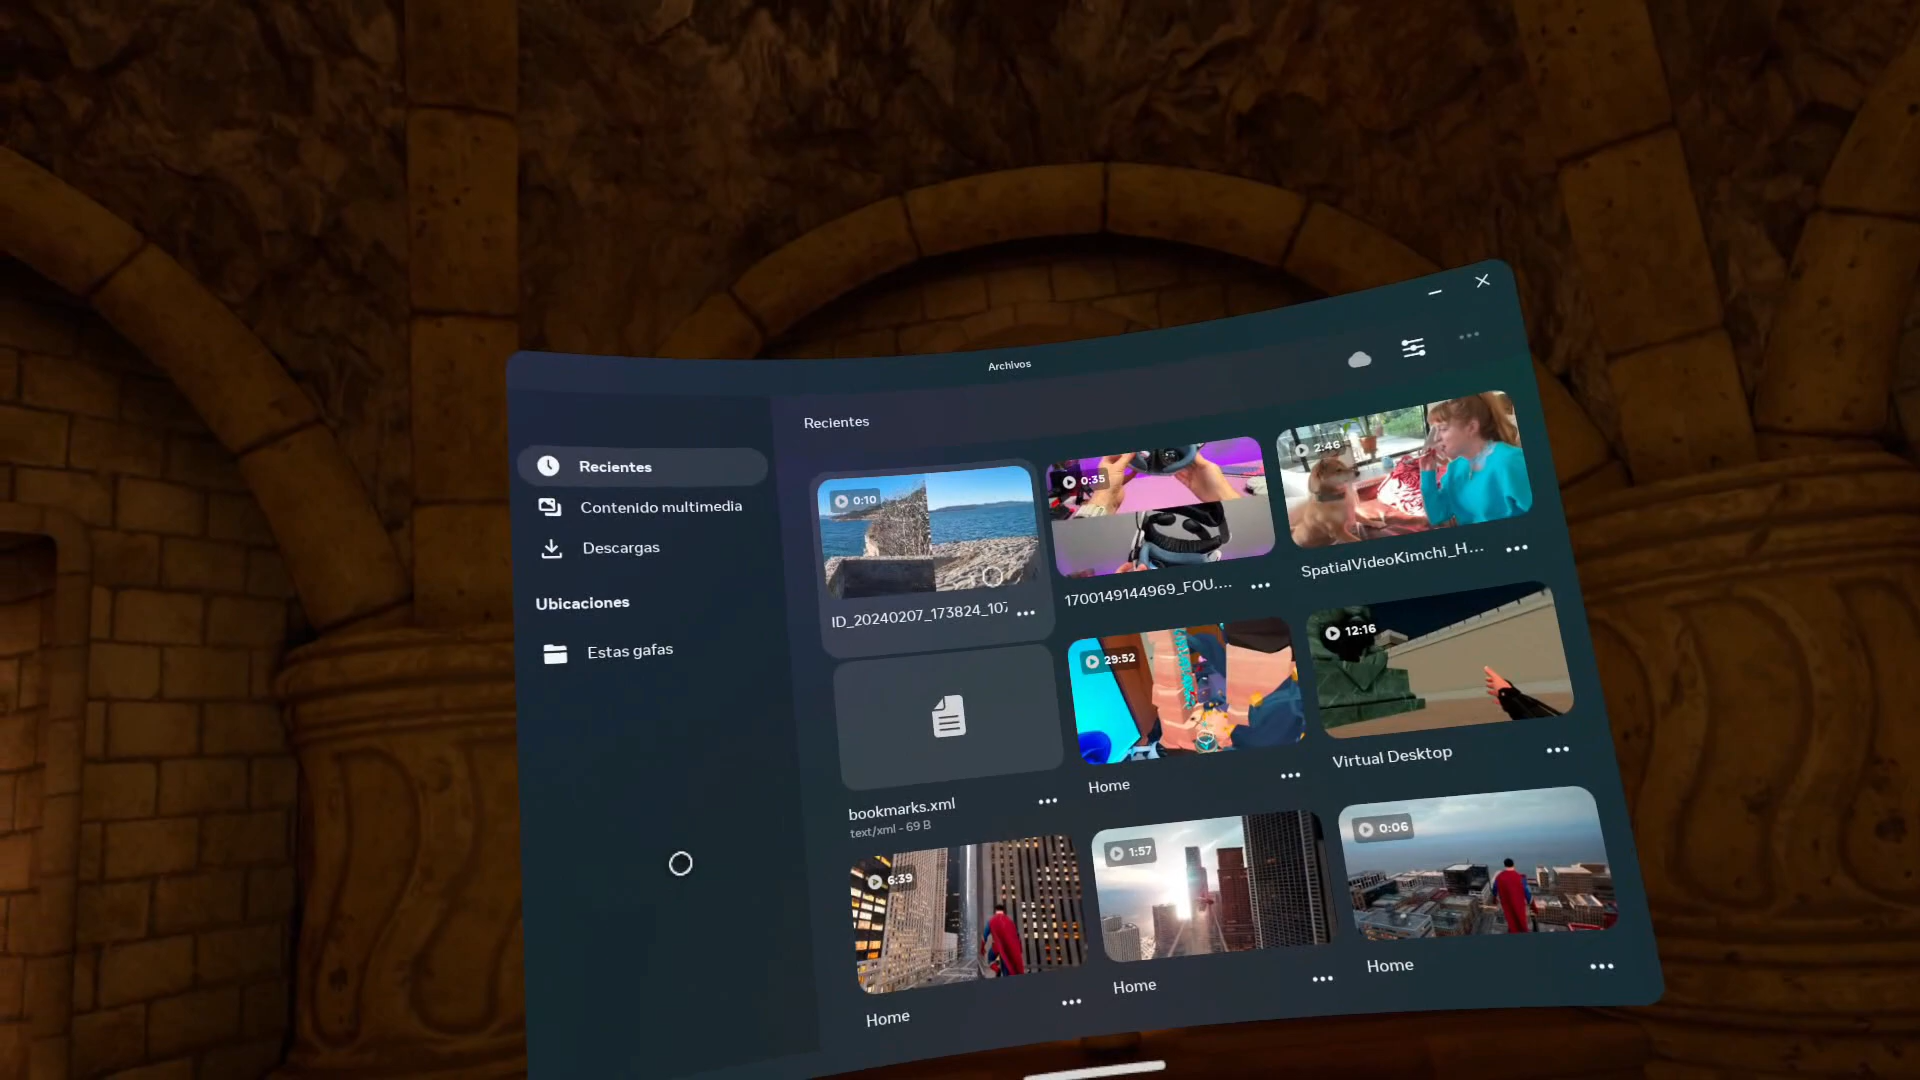 Archivos
Recientes
Recientes
Contenido multimedia
Descargas
Ubicaciones
Estas gafas
0:10
ID_20240207_173824_107
0:35
1700149144969_FOU....
2:46
SpatialVideoKimchi_H...
bookmarks.xml
text/xml - 69 B
29:52
Home
12:16
Virtual Desktop
6:39
Home
1:57
Home
0:06
Home